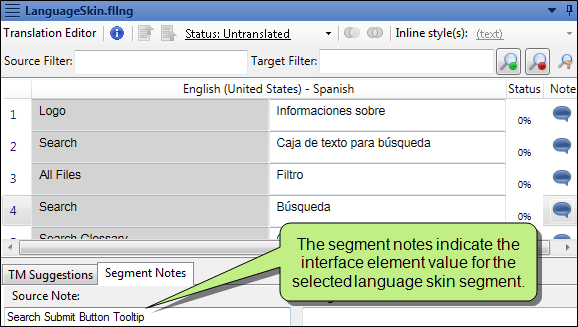 LanguageSkin.fllng
Translation Editor Status: Untranslated Inline style(s): (text)
Source Filter: Target Filter:
English (United States) - Spanish Status Note
1 Logo Informaciones sobre 0%
2 Search Caja de texto para búsqueda 0%
3 All Files Filtro 0%
4 Search Búsqueda 0%
Search Glossary
The segment notes indicate the
interface element value for the
selected language skin segment.
TM Suggestions Segment Notes
Source Note:
Search Submit Button Tooltip